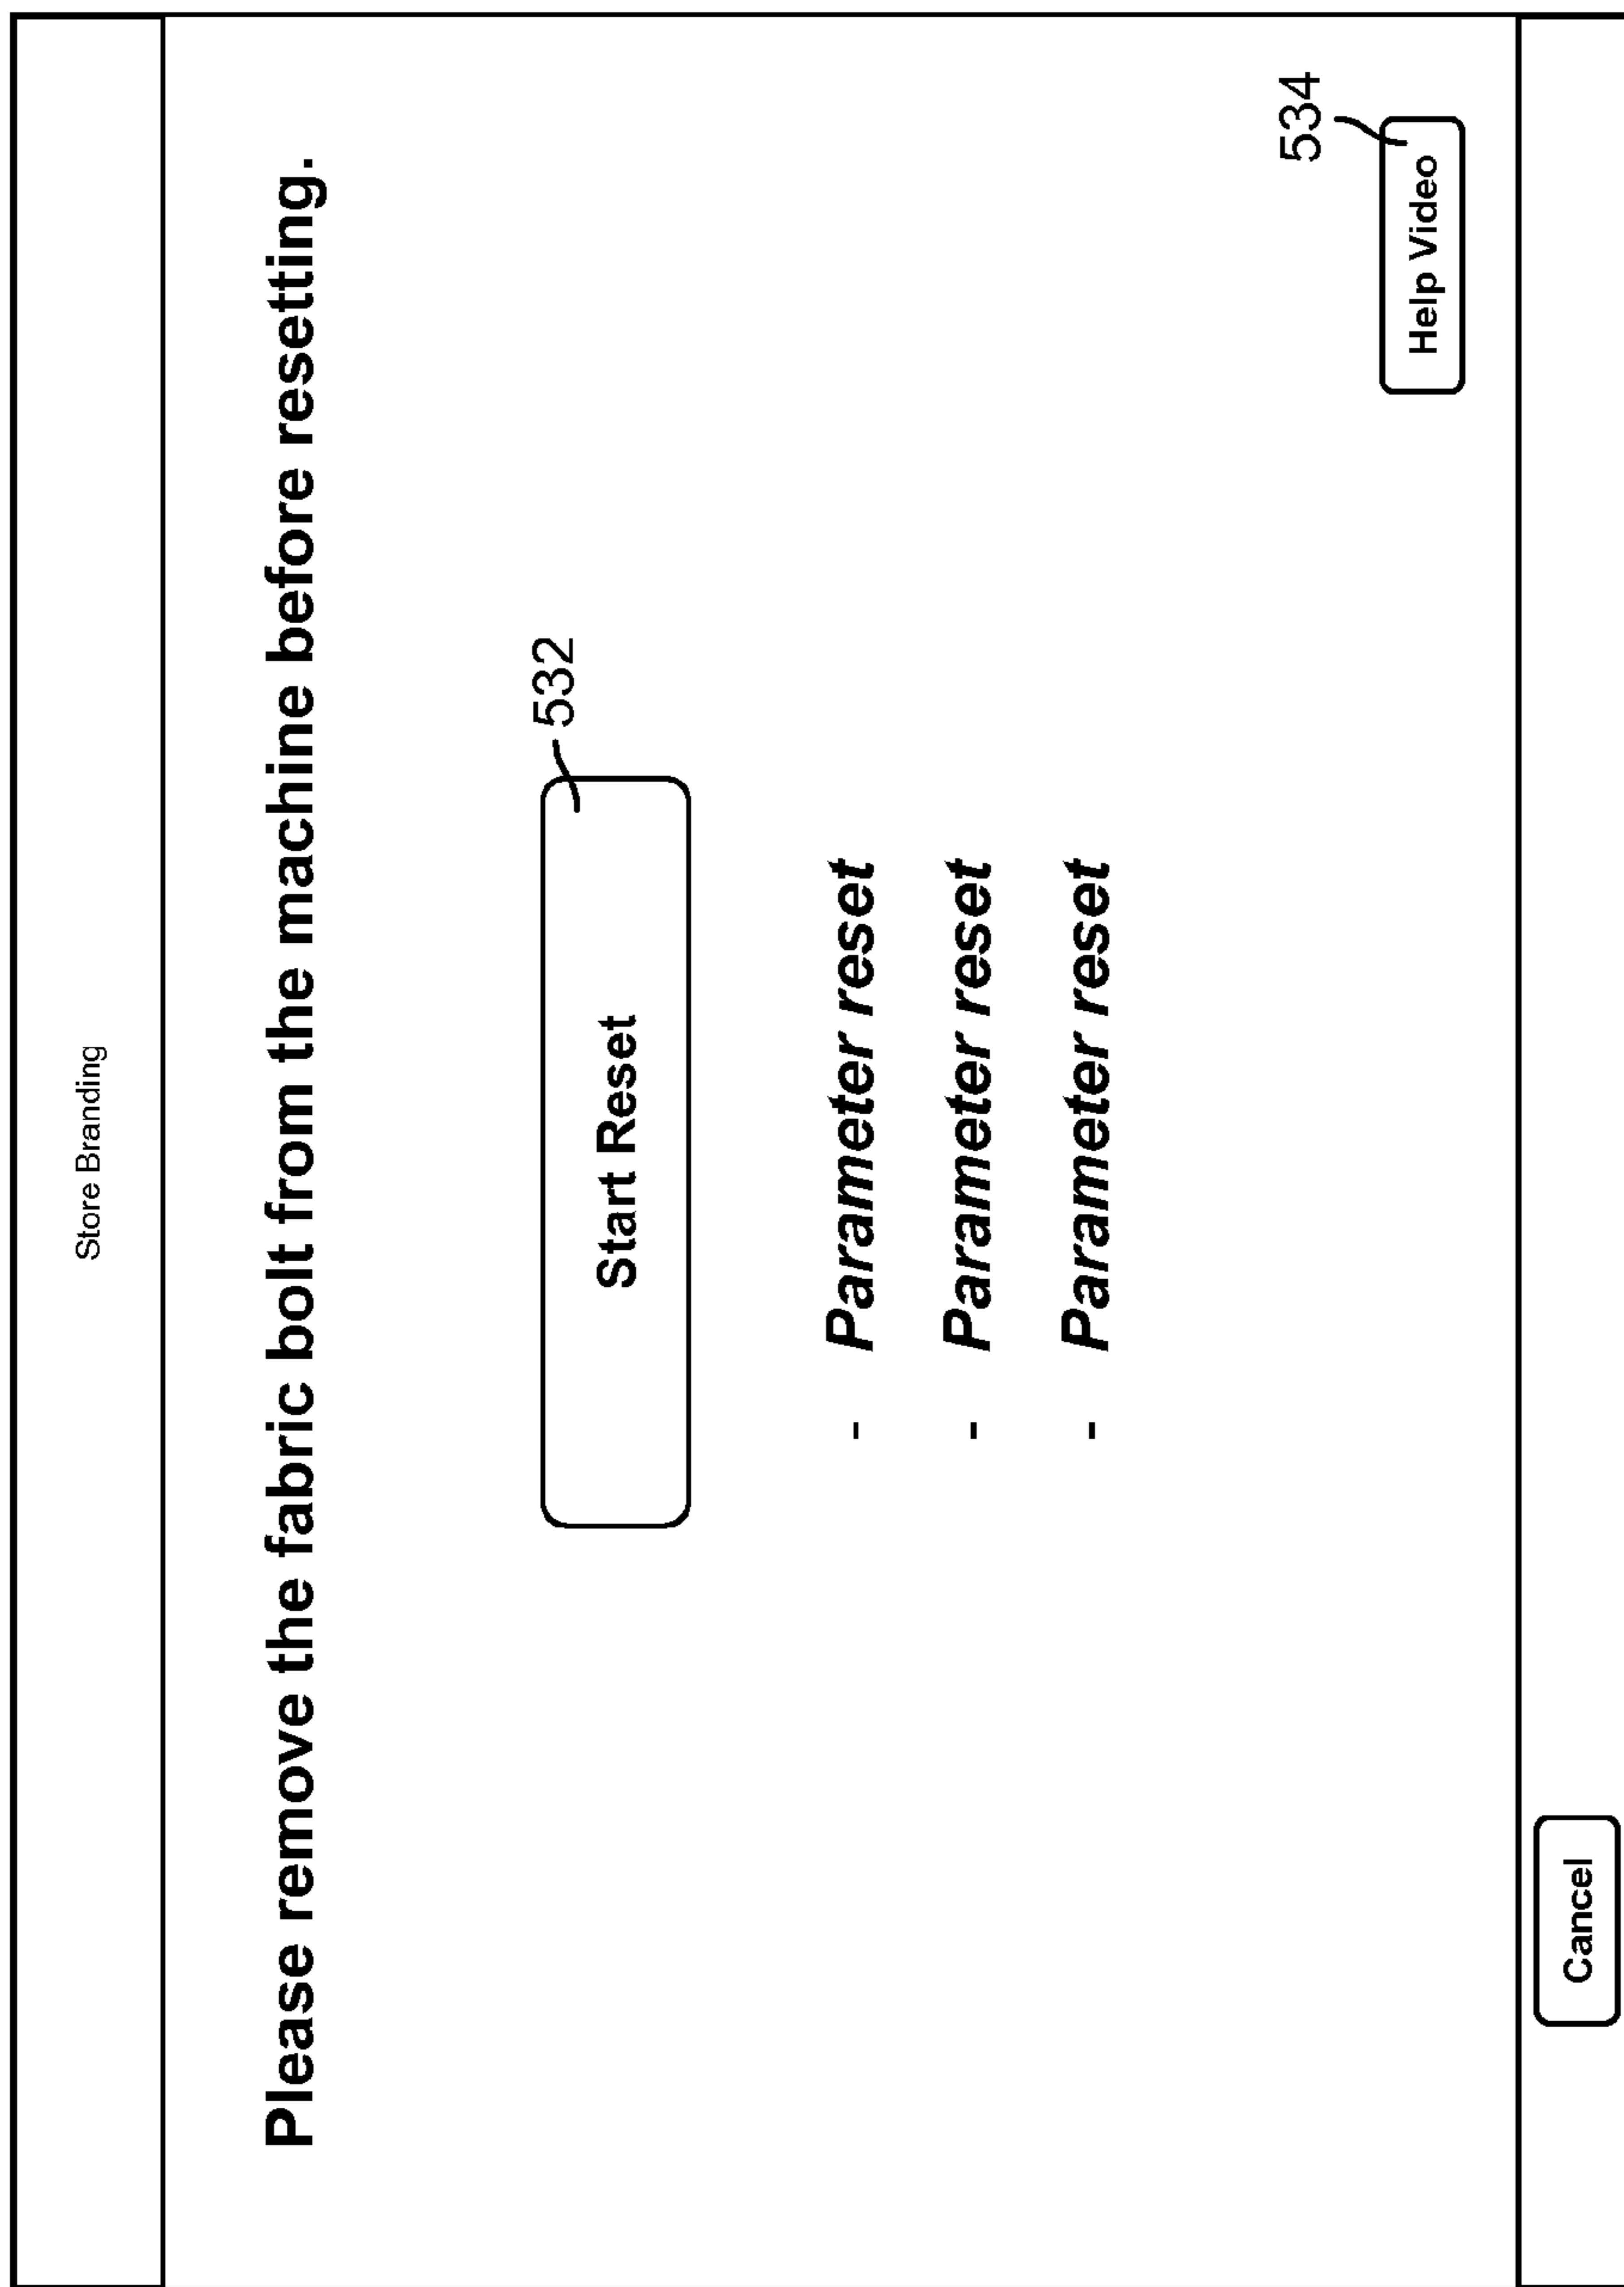 Store Branding
Please remove the fabric bolt from the machine before resetting.
532
Start Reset
- Parameter reset
- Parameter reset
- Parameter reset
534
Help Video
Cancel